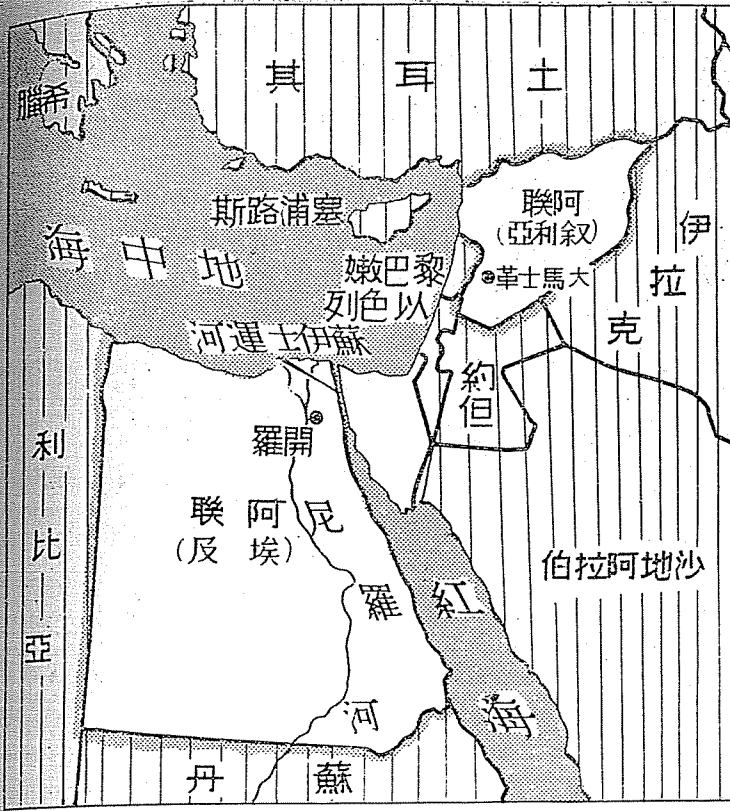 土耳其
希臘
塞浦路斯
地中海
阿聯
(叙利亞)
大馬士革
伊拉克
黎巴嫩
以色列
蘇伊士運河
約但
開羅
利比亞
阿聯
(埃及)
尼羅河
紅海
沙地阿拉伯
蘇丹